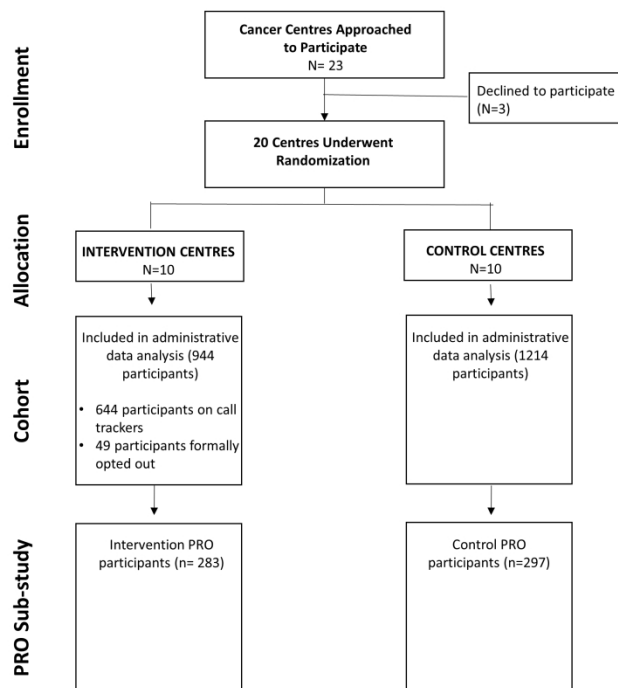 Enrollment
Cancer Centres Approached
to Participate
N= 23
Declined to participate
(N=3)
20 Centres Underwent
Randomization
Allocation
INTERVENTION CENTRES
N=10
CONTROL CENTRES
N=10
Cohort
Included in administrative
data analysis (944
participants)
• 644 participants on call
trackers
• 49 participants formally
opted out
Included in administrative
data analysis (1214
participants)
PRO Sub-study
Intervention PRO
participants (n= 283)
Control PRO
participants (n=297)